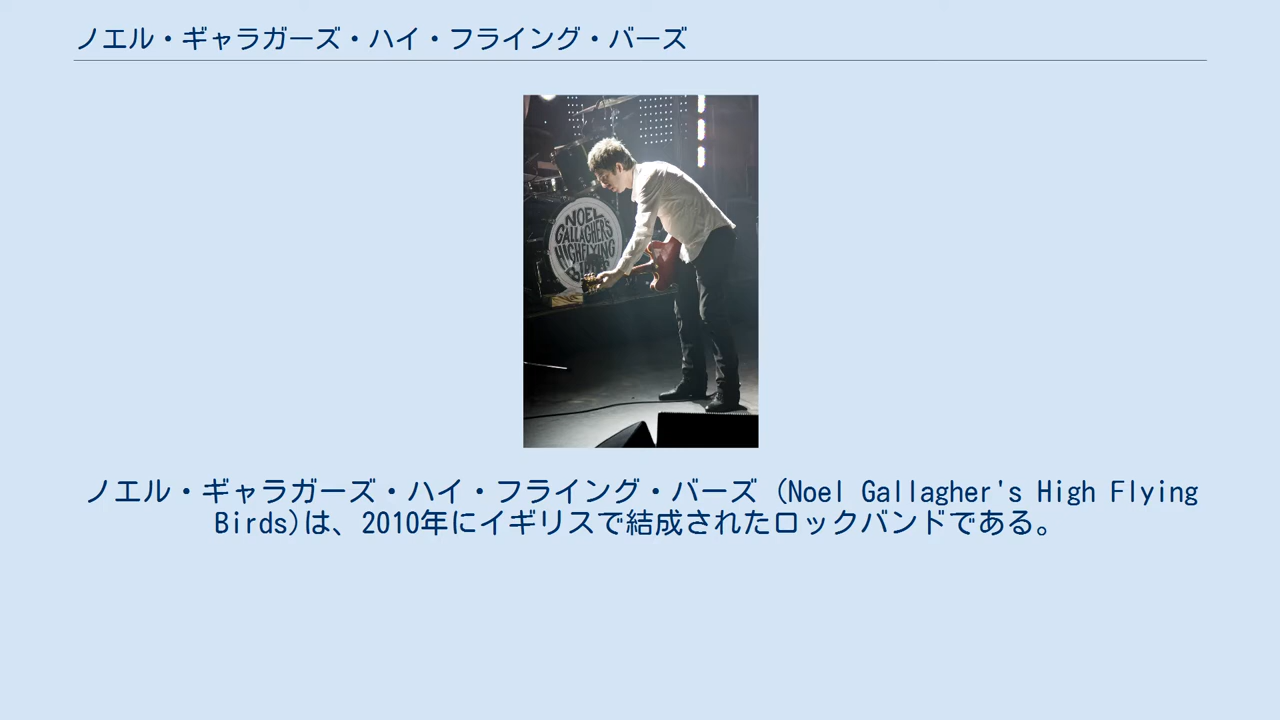 ノエル・ギャラガーズ・ハイ・フライング・バーズ
NOEL
GALLAGHER'S
HIGH FLYING
ノエル・ギャラガーズ・ハイ・フライング・バーズ (Noel Gallagher's High Flying
Birds)は、2010年にイギリスで結成されたロックバンドである。